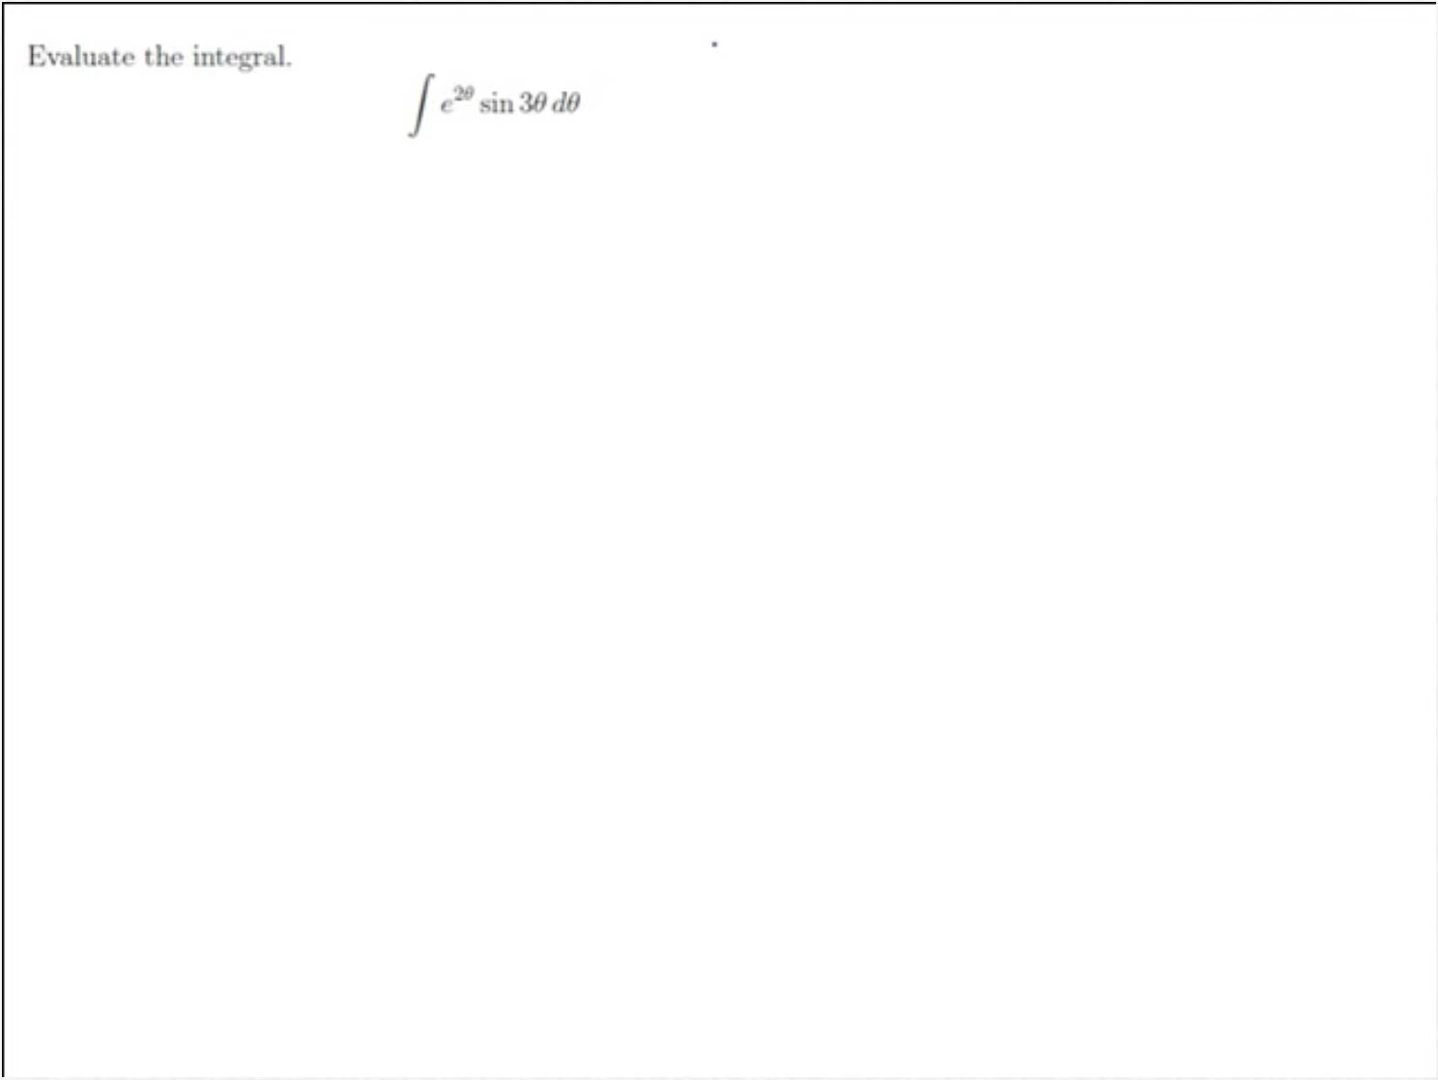 Evaluate the integral.
∫ e^{2θ} sin 3θ dθ